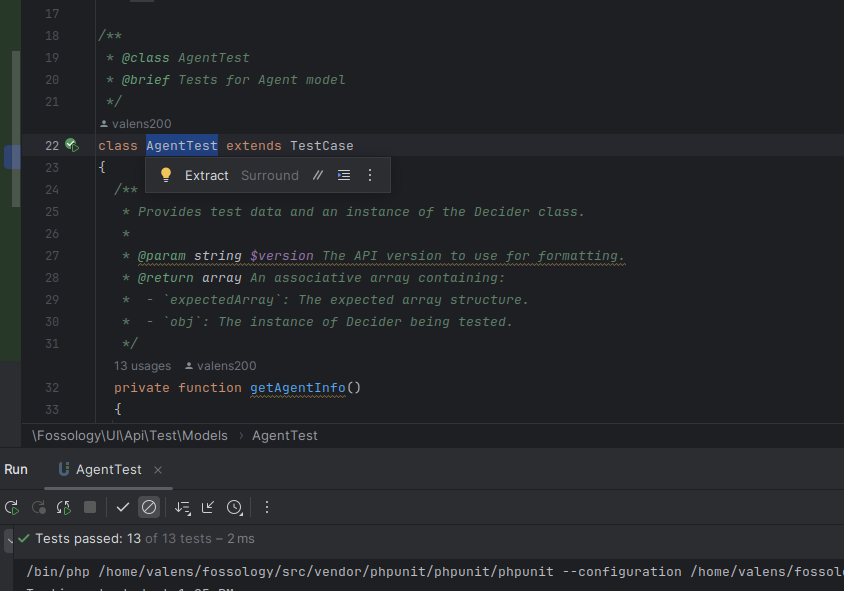 17
18 /**
19 * @class AgentTest
20 * @brief Tests for Agent model
21 */
valens200
22 class AgentTest extends TestCase
23 {
Extract Surround //
24 /**
25 * Provides test data and an instance of the Decider class.
26 *
27 * @param string $version The API version to use for formatting.
28 * @return array An associative array containing:
29 * - `expectedArray`: The expected array structure.
30 * - `obj`: The instance of Decider being tested.
31 */
13 usages valens200
32 private function getAgentInfo()
33 {
\Fossology\UI\Api\Test\Models › AgentTest
Run AgentTest ×
Tests passed: 13 of 13 tests – 2 ms
/bin/php /home/valens/fossology/src/vendor/phpunit/phpunit/phpunit --configuration /home/valens/fossol